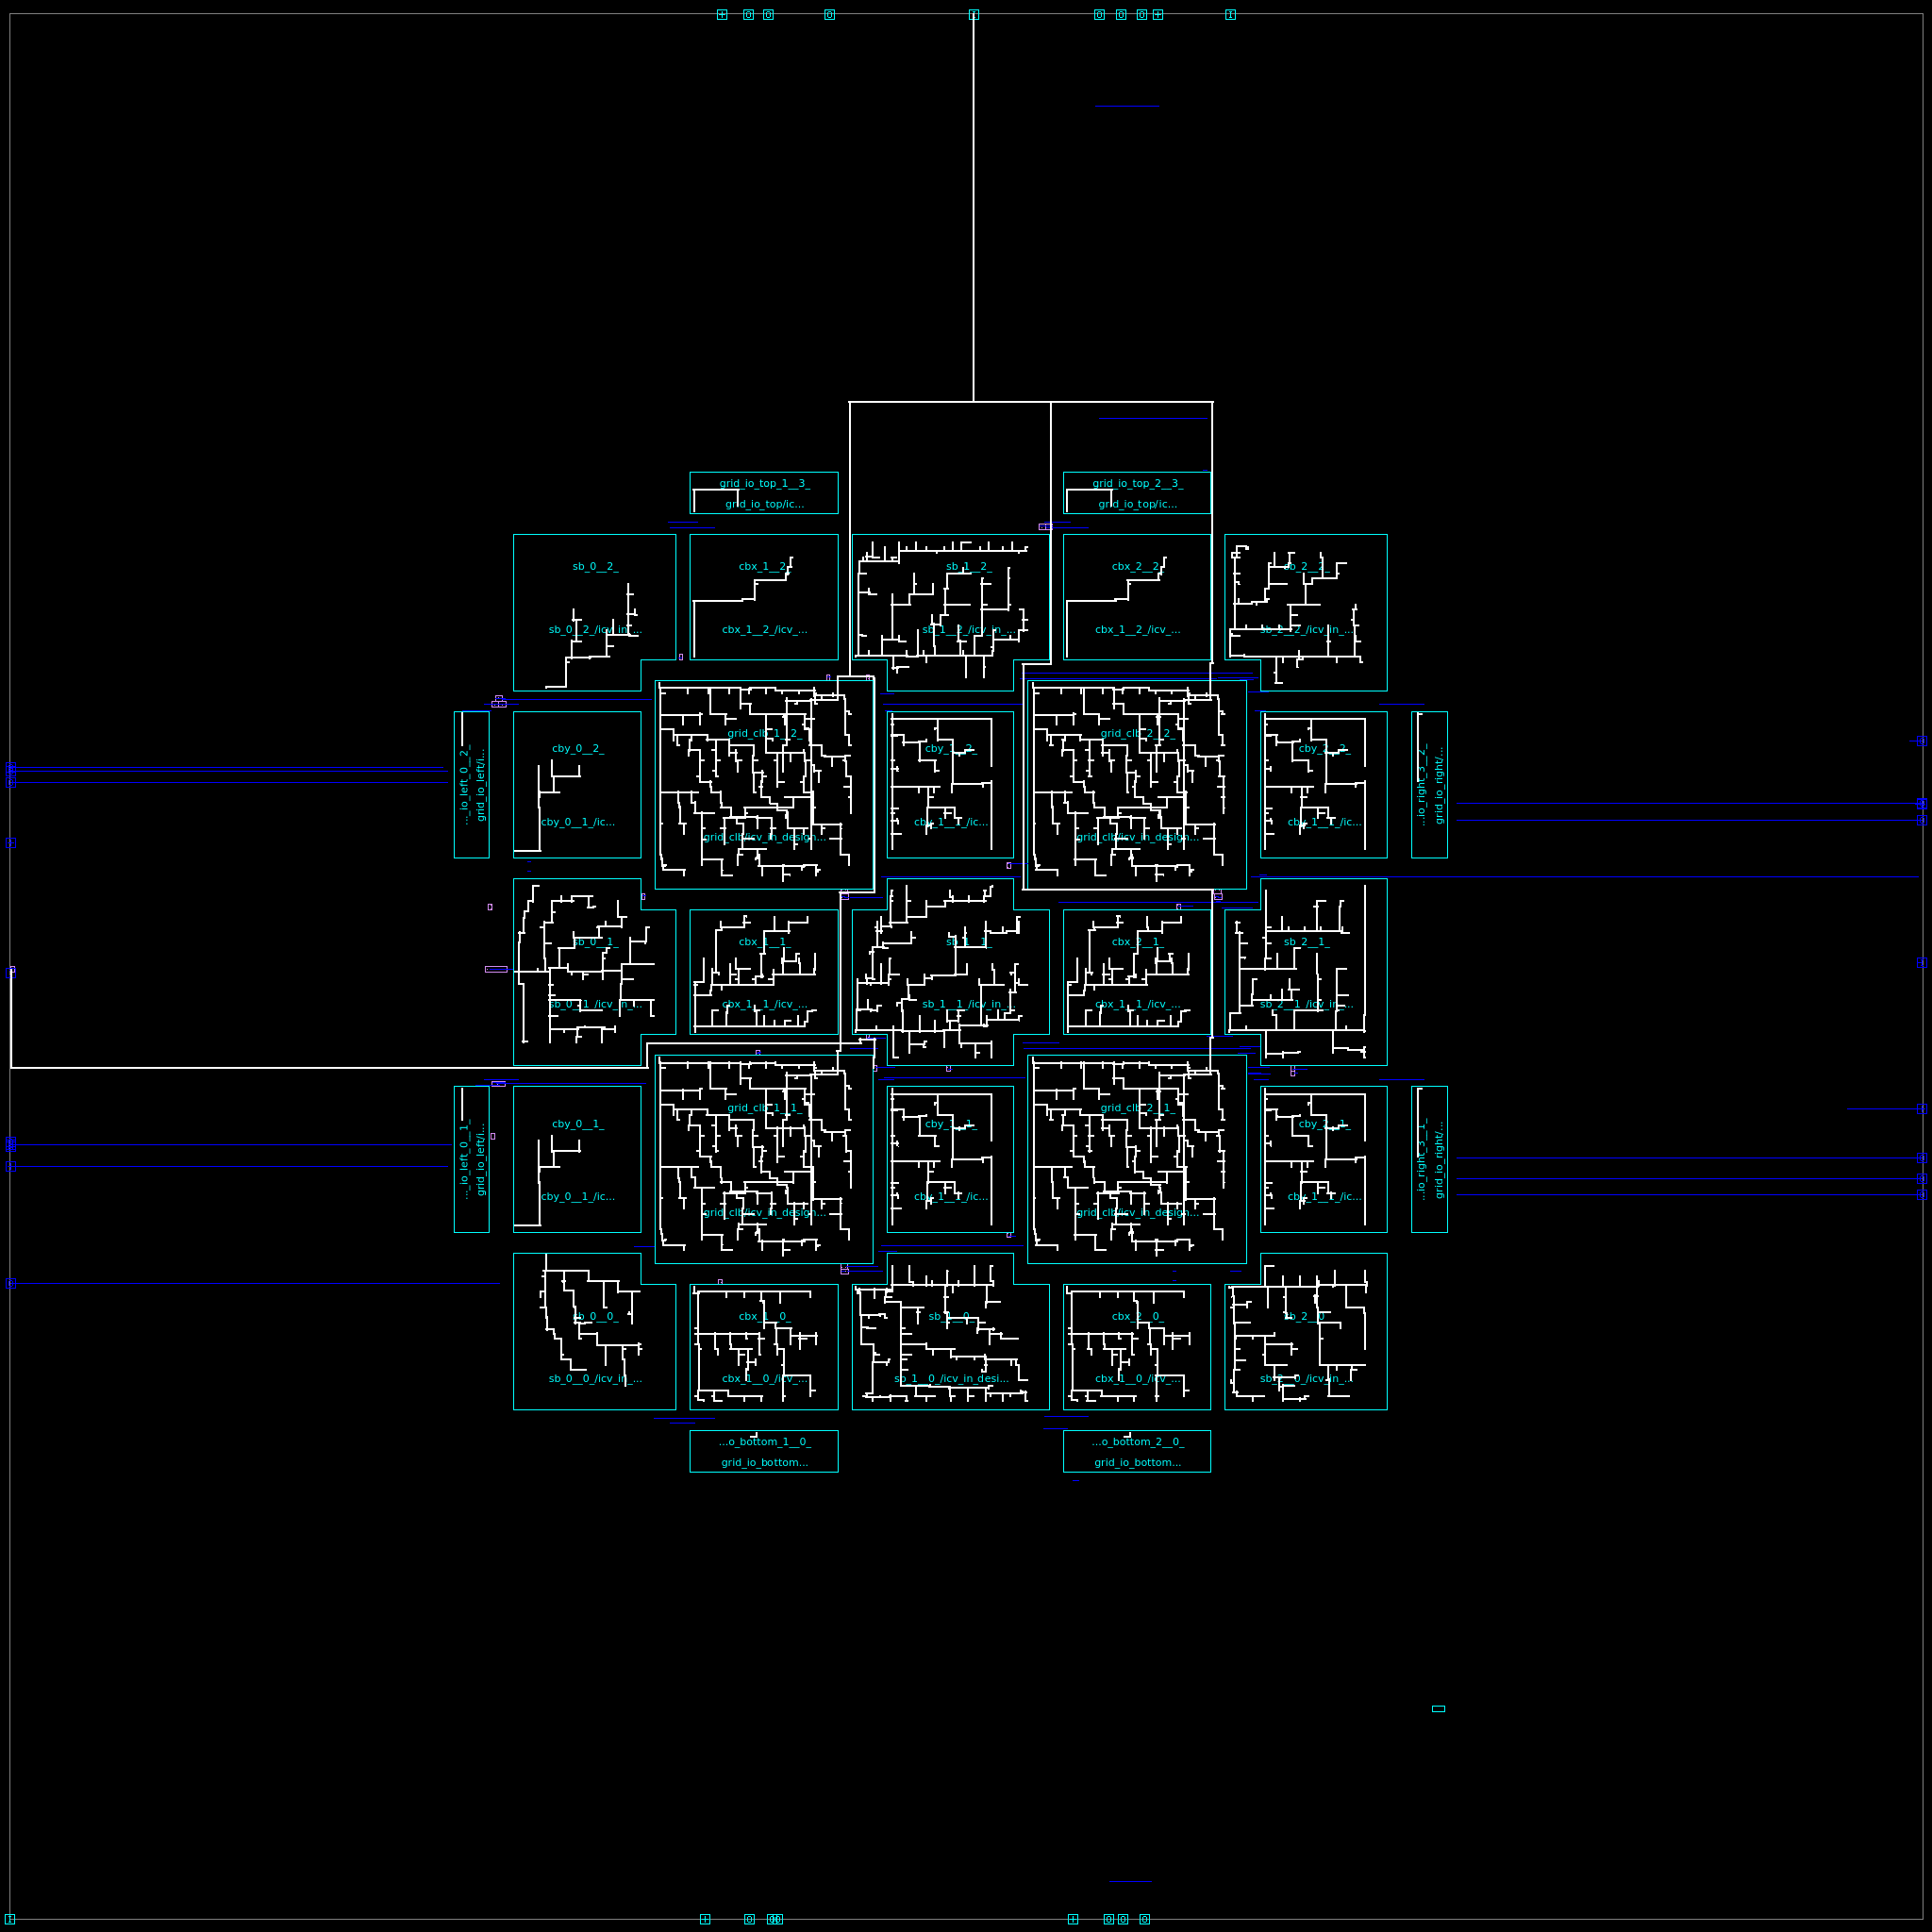 grid_io_top_1__3_
grid_io_top/ic...
grid_io_top_2__3_
grid_io_top/ic...
sb_0__2_
cbx_1__2_
sb_1__2_
cbx_2__2_
sb_2__2_
sb_0__2_/icv_in_...
cbx_1__2_/icv_...
sb_1__2_/icv_in_...
cbx_1__2_/icv_...
sb_2__2_/icv_in_...
..._io_left_0__2_
grid_io_left/i...
cby_0__2_
cby_0__1_/ic...
grid_clb_1__2_
grid_clb/icv_in_design...
cby_1__2_
cby_1__1_/ic...
grid_clb_2__2_
grid_clb/icv_in_design...
cby_2__2_
cby_1__1_/ic...
...io_right_3__2_
grid_io_right/...
sb_0__1_
cbx_1__1_
sb_1__1_
cbx_2__1_
sb_2__1_
sb_0__1_/icv_in_...
cbx_1__1_/icv_...
sb_1__1_/icv_in_...
cbx_1__1_/icv_...
sb_2__1_/icv_in_...
..._io_left_0__1_
grid_io_left/i...
cby_0__1_
cby_0__1_/ic...
grid_clb_1__1_
grid_clb/icv_in_design...
cby_1__1_
cby_1__1_/ic...
grid_clb_2__1_
grid_clb/icv_in_design...
cby_2__1_
cby_1__1_/ic...
...io_right_3__1_
grid_io_right/...
sb_0__0_
cbx_1__0_
sb_1__0_
cbx_2__0_
sb_2__0_
sb_0__0_/icv_in_...
cbx_1__0_/icv_...
sb_1__0_/icv_in_desi...
cbx_1__0_/icv_...
sb_2__0_/icv_in_...
...o_bottom_1__0_
grid_io_bottom...
...o_bottom_2__0_
grid_io_bottom...